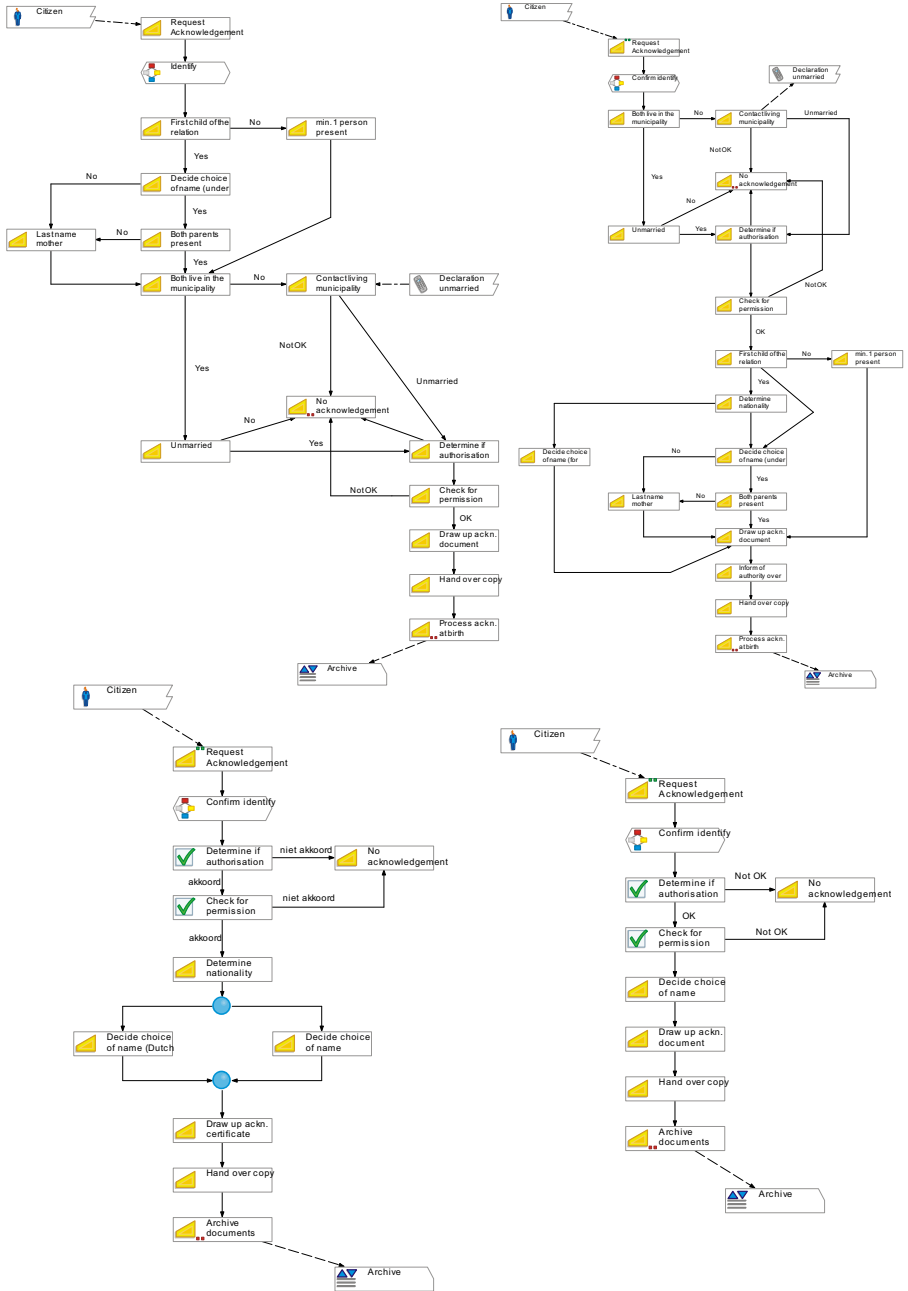 Citizen
Request
Acknowledgement
Identify
First child of the
relation
No
min. 1 person
present
Yes
Decide choice
of name (under
No
Yes
Last name
mother
No
Both parents
present
Yes
Both live in the
municipality
No
Contact living
municipality
Declaration
unmarried
Not OK
Yes
Unmarried
No
acknowledgement
No
Unmarried
Yes
Determine if
authorisation
Not OK
Check for
permission
OK
Draw up ackn.
document
Hand over copy
Process ackn.
at birth
Archive
Citizen
Request
Acknowledgement
Confirm identify
Declaration
unmarried
Both live in the
municipality
No
Contact living
municipality
Unmarried
Not OK
Yes
No
acknowledgement
No
Unmarried
Yes
Determine if
authorisation
Not OK
Check for
permission
OK
First child of the
relation
No
min. 1 person
present
Yes
Determine
nationality
Decide choice
of name (for
No
Decide choice
of name (under
Yes
Last name
mother
No
Both parents
present
Yes
Draw up ackn.
document
Inform of
authority over
Hand over copy
Process ackn.
at birth
Archive
Citizen
Request
Acknowledgement
Confirm identify
Determine if
authorisation
niet akkoord
No
acknowledgement
akkoord
Check for
permission
niet akkoord
akkoord
Determine
nationality
Decide choice
of name (Dutch
Decide choice
of name
Draw up ackn.
certificate
Hand over copy
Archive
documents
Archive
Citizen
Request
Acknowledgement
Confirm identify
Determine if
authorisation
Not OK
No
acknowledgement
OK
Check for
permission
Not OK
Decide choice
of name
Draw up ackn.
document
Hand over copy
Archive
documents
Archive